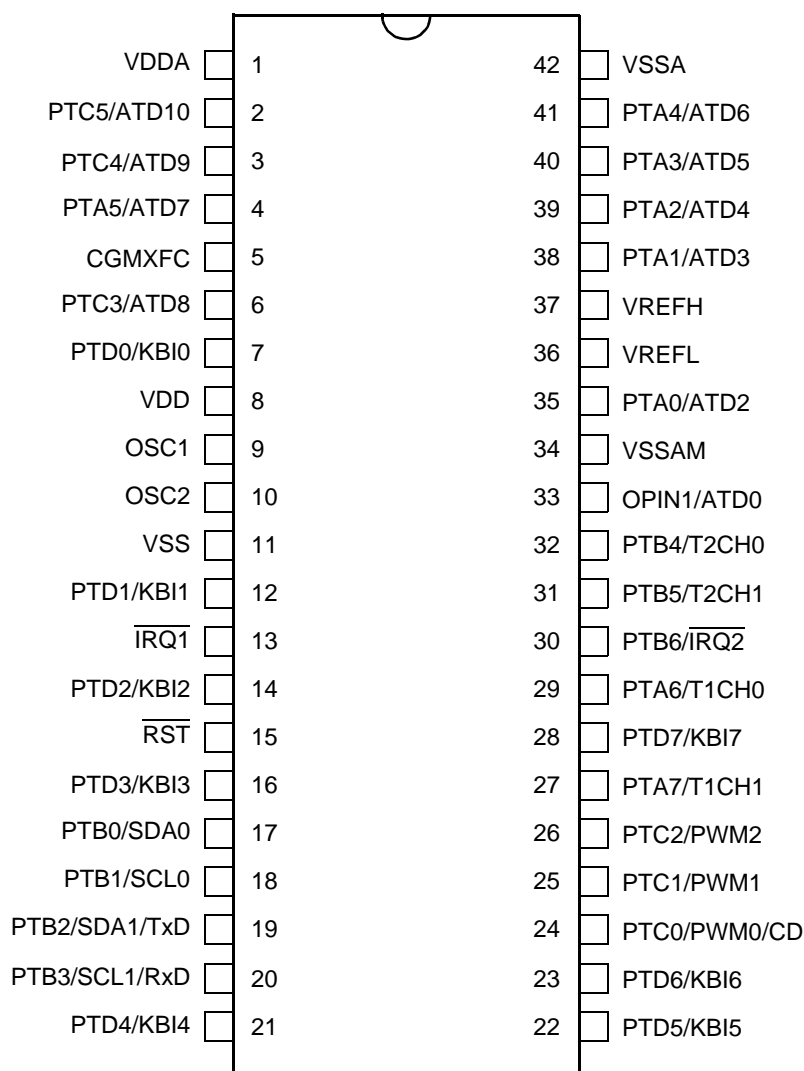 VDDA 1 42 VSSA
PTC5/ATD10 2 41 PTA4/ATD6
PTC4/ATD9 3 40 PTA3/ATD5
PTA5/ATD7 4 39 PTA2/ATD4
CGMXFC 5 38 PTA1/ATD3
PTC3/ATD8 6 37 VREFH
PTD0/KBI0 7 36 VREFL
VDD 8 35 PTA0/ATD2
OSC1 9 34 VSSAM
OSC2 10 33 OPIN1/ATD0
VSS 11 32 PTB4/T2CH0
PTD1/KBI1 12 31 PTB5/T2CH1
IRQ1 13 30 PTB6/IRQ2
PTD2/KBI2 14 29 PTA6/T1CH0
RST 15 28 PTD7/KBI7
PTD3/KBI3 16 27 PTA7/T1CH1
PTB0/SDA0 17 26 PTC2/PWM2
PTB1/SCL0 18 25 PTC1/PWM1
PTB2/SDA1/TxD 19 24 PTC0/PWM0/CD
PTB3/SCL1/RxD 20 23 PTD6/KBI6
PTD4/KBI4 21 22 PTD5/KBI5